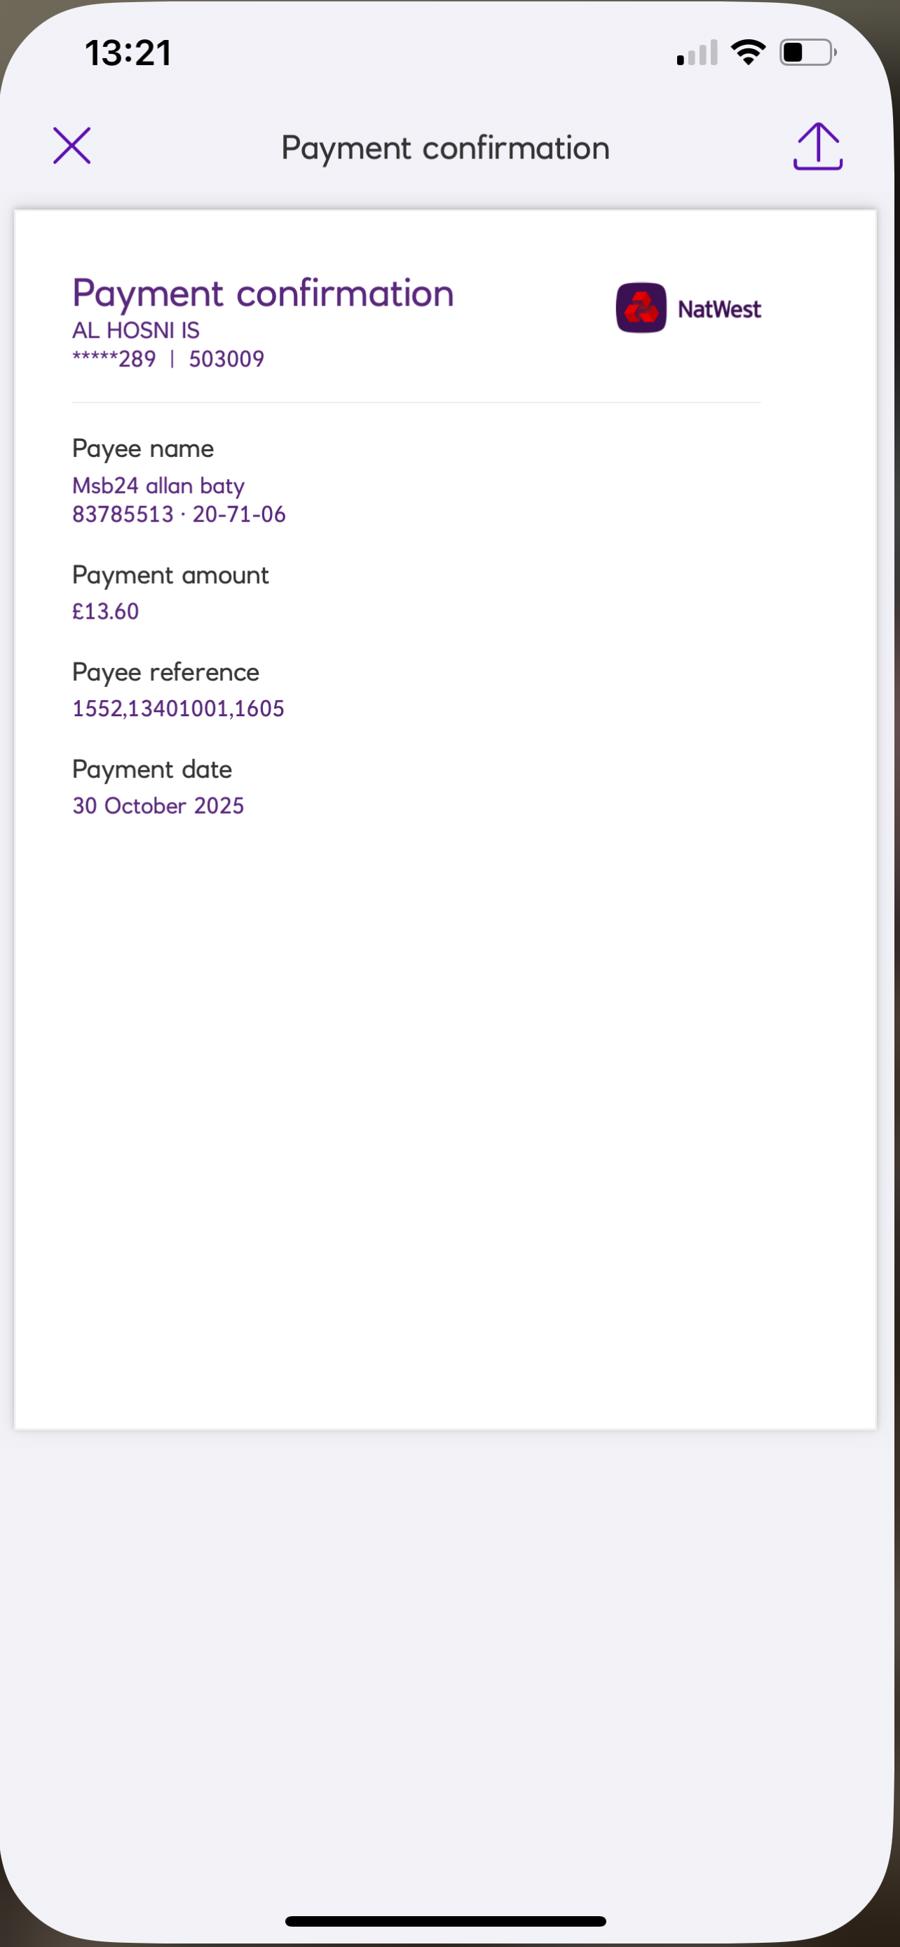 13:21
Payment confirmation
Payment confirmation
NatWest
AL HOSNI IS
*****289 | 503009
Payee name
Msb24 allan baty
83785513 · 20-71-06
Payment amount
£13.60
Payee reference
1552,13401001,1605
Payment date
30 October 2025